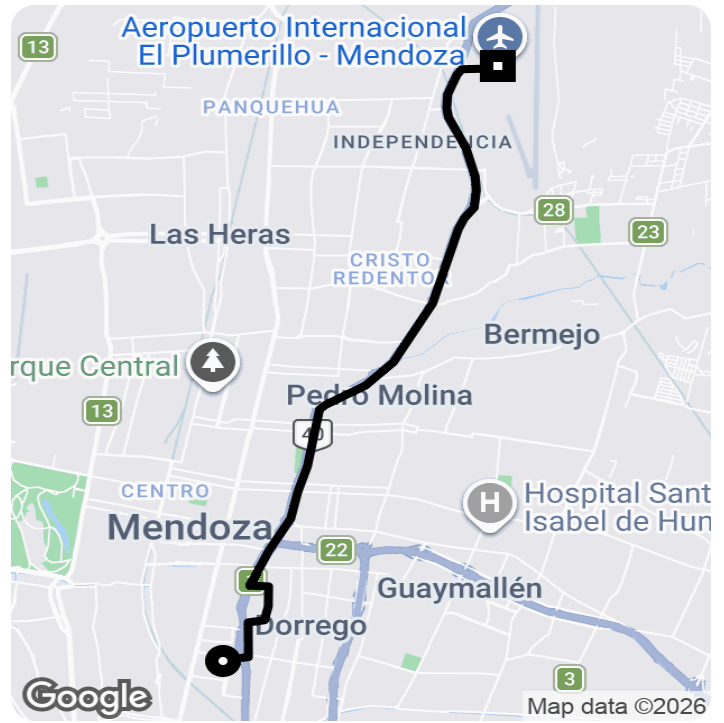 Aeropuerto Internacional
El Plumerillo - Mendoza
13
PANQUEHUA
INDEPENDENCIA
28
23
Las Heras
CRISTO
REDENTOR
Bermejo
rque Central
Pedro Molina
13
40
CENTRO
Hospital Sant
Isabel de Hun
H
Mendoza
22
Guaymallén
Dorrego
3
Google
Map data ©2026